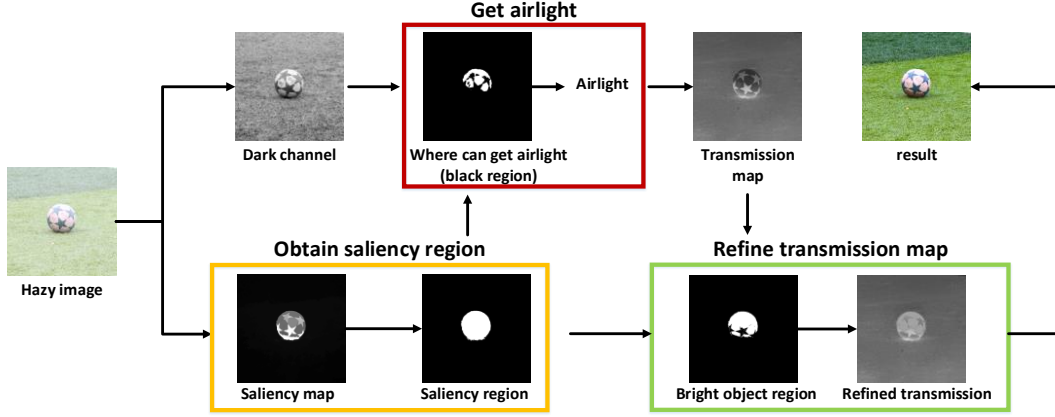 Get airlight
Airlight
Dark channel
Where can get airlight
(black region)
Transmission
map
result
Hazy image
Obtain saliency region
Refine transmission map
Saliency map
Saliency region
Bright object region
Refined transmission